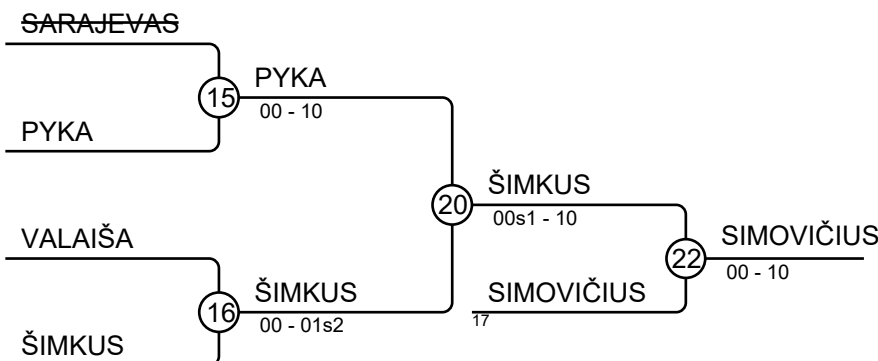 SARAJEVAS
15
PYKA
00 - 10
PYKA
20
ŠIMKUS
00s1 - 10
VALAIŠA
22
SIMOVIČIUS
00 - 10
16
ŠIMKUS
00 - 01s2
SIMOVIČIUS
17
ŠIMKUS